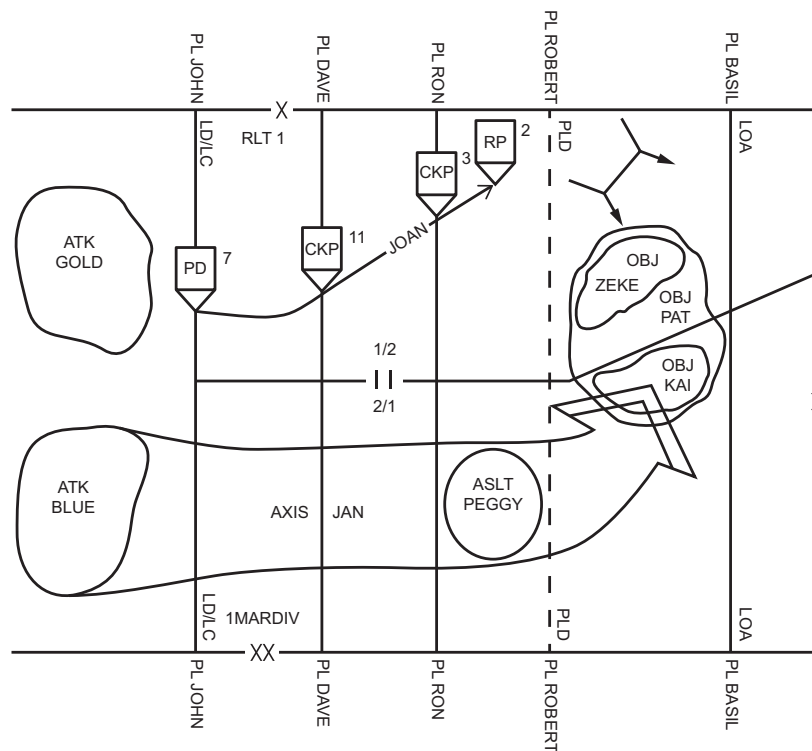 PL JOHN
PL DAVE
PL RON
PL ROBERT
PL BASIL
X
LD/LC
RLT 1
PLD
LOA
RP
2
CKP
3
CKP
11
PD
7
JOAN
ATK
GOLD
OBJ
ZEKE
OBJ
PAT
OBJ
KAI
1/2
2/1
ATK
BLUE
AXIS
JAN
ASLT
PEGGY
LD/LC
1MARDIV
PLD
LOA
XX
PL JOHN
PL DAVE
PL RON
PL ROBERT
PL BASIL